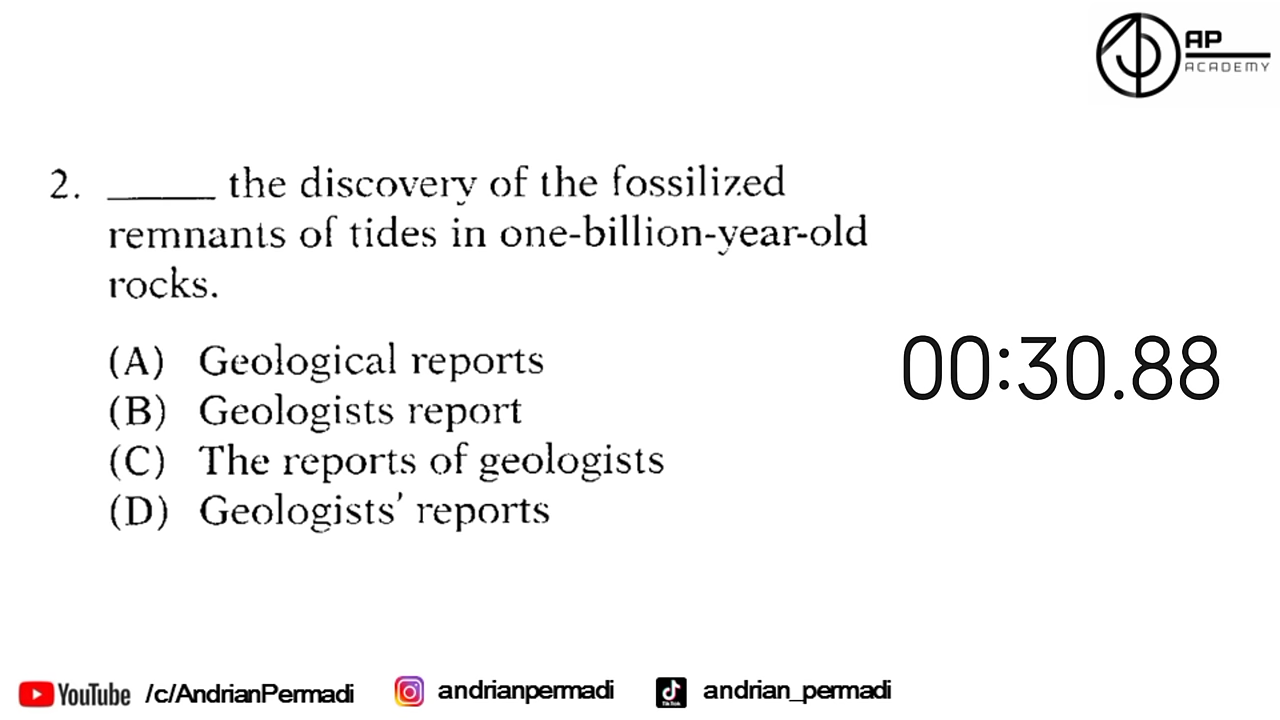 AP
ACADEMY
2. _____ the discovery of the fossilized
remnants of tides in one-billion-year-old
rocks.
(A) Geological reports
(B) Geologists report
(C) The reports of geologists
(D) Geologists' reports
00:30.88
YouTube /c/AndrianPermadi andrianpermadi TikTok andrian_permadi